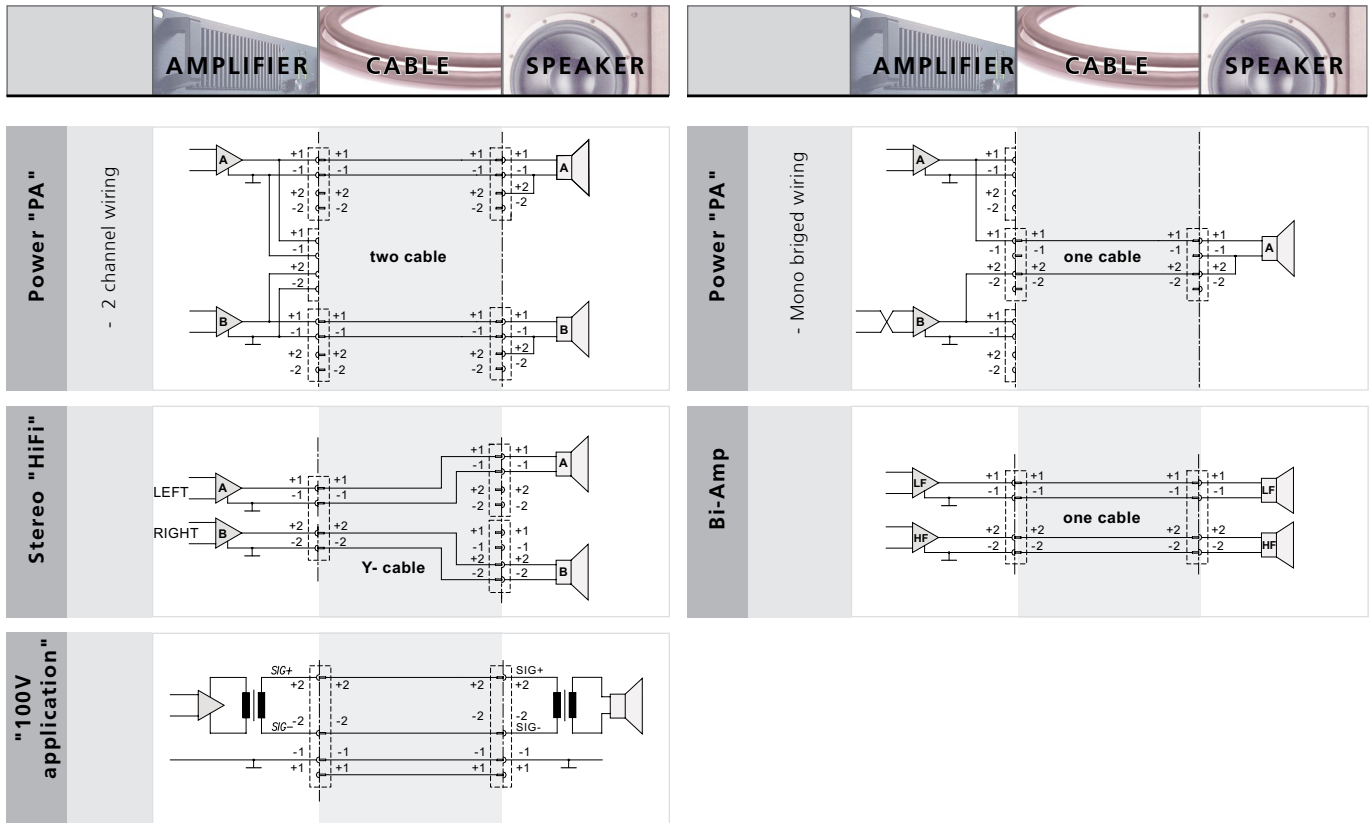 AMPLIFIER CABLE SPEAKER
AMPLIFIER CABLE SPEAKER
Power "PA"
- 2 channel wiring
A +1 +1 +1 +1 A
-1 -1 -1 -1
+2 +2 +2 +2
-2 -2 -2 -2
+1
-1
two cable
+2
-2
B +1 +1 +1 +1 B
-1 -1 -1 -1
+2 +2 +2 +2
-2 -2 -2 -2
Power "PA"
- Mono briged wiring
A +1
-1
+2
-2
+1 +1 +1 +1 A
-1 -1 one cable -1 -1
+2 +2 +2 +2
-2 -2 -2 -2
B +1
-1
+2
-2
Stereo "HiFi"
+1 +1 A
-1 -1
LEFT A +1 +1 +2 +2
-1 -1 -2 -2
RIGHT B +2 +2 +1 +1
-2 -2 -1 -1
Y- cable +2 +2
-2 -2 B
Bi-Amp
LF +1 +1 +1 +1 LF
-1 -1 -1 -1
one cable
HF +2 +2 +2 +2 HF
-2 -2 -2 -2
"100V
application"
SIG+ SIG+
+2 +2 +2 +2
-2 -2 -2 -2
SIG- SIG-
-1 -1 -1 -1
+1 +1 +1 +1